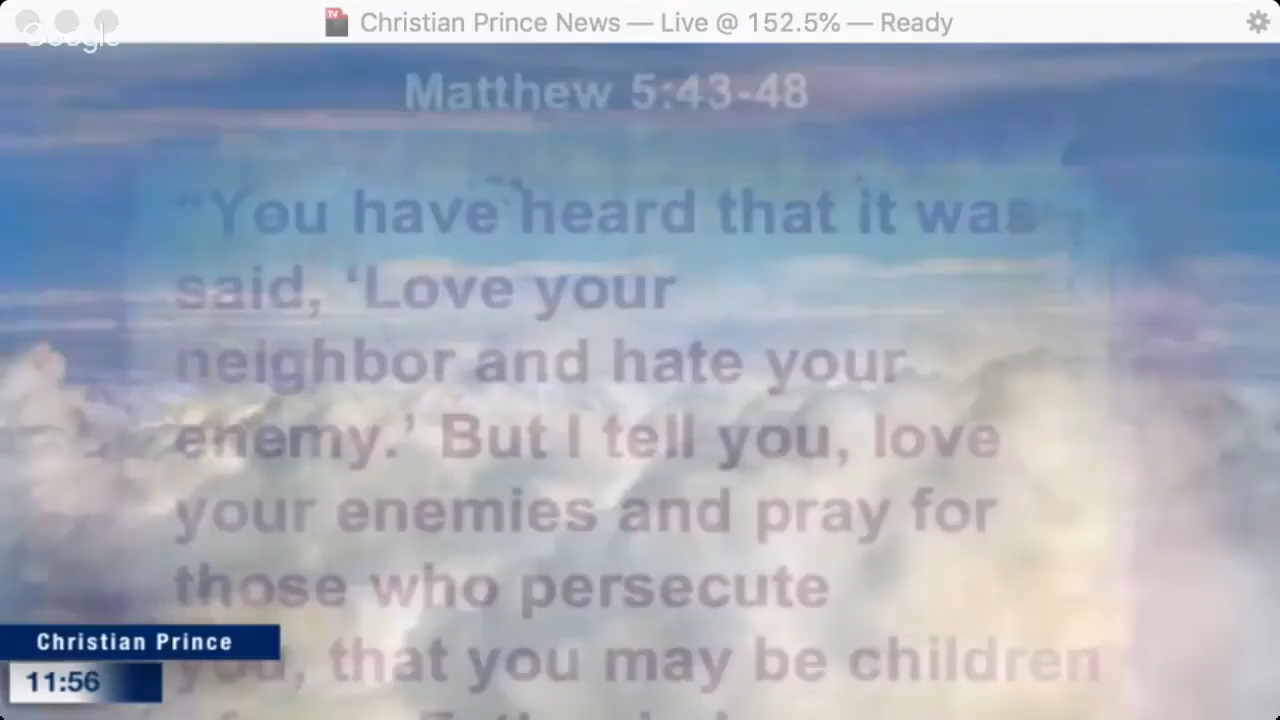 Christian Prince News — Live @ 152.5% — Ready
Google
Matthew 5:43-48
“You have heard that it was
said, ‘Love your
neighbor and hate your
enemy.’ But I tell you, love
your enemies and pray for
those who persecute
you, that you may be children
Christian Prince
11:56